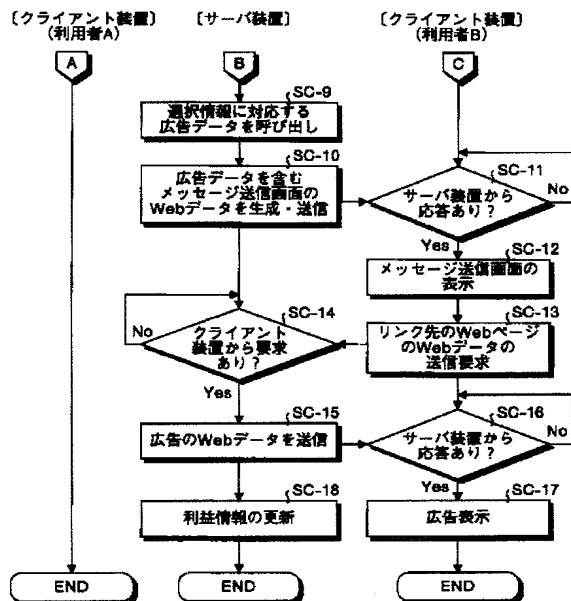 〔クライアント装置〕
(利用者A)
〔サーバ装置〕
〔クライアント装置〕
(利用者B)
A
B
C
SC-9
選択情報に対応する
広告データを呼び出し
SC-10
広告データを含む
メッセージ送信画面の
Webデータを生成・送信
SC-11
サーバ装置から
応答あり?
No
Yes
SC-12
メッセージ送信画面の
表示
SC-13
リンク先のWebページ
のWebデータの
送信要求
SC-14
クライアント
装置から要求
あり?
No
Yes
SC-15
広告のWebデータを送信
SC-16
サーバ装置から
応答あり?
No
Yes
SC-17
広告表示
SC-18
利益情報の更新
END
END
END